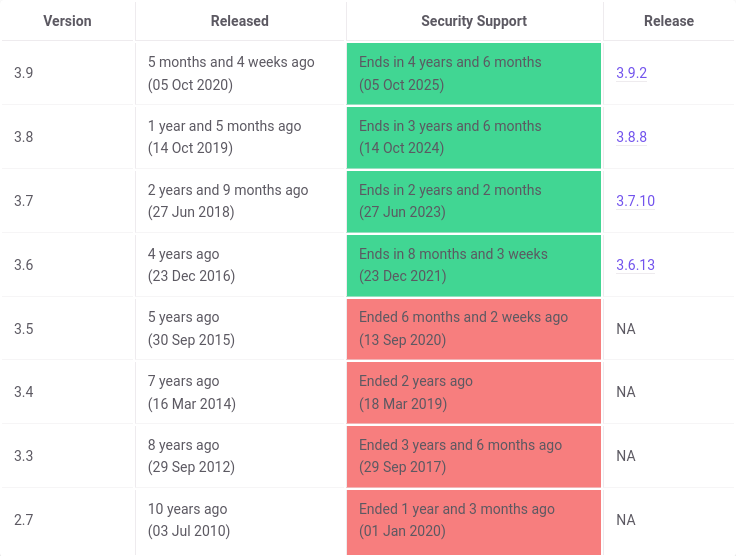 Version Released Security Support Release
3.9 5 months and 4 weeks ago Ends in 4 years and 6 months 3.9.2
(05 Oct 2020) (05 Oct 2025)
3.8 1 year and 5 months ago Ends in 3 years and 6 months 3.8.8
(14 Oct 2019) (14 Oct 2024)
3.7 2 years and 9 months ago Ends in 2 years and 2 months 3.7.10
(27 Jun 2018) (27 Jun 2023)
3.6 4 years ago Ends in 8 months and 3 weeks 3.6.13
(23 Dec 2016) (23 Dec 2021)
3.5 5 years ago Ended 6 months and 2 weeks ago NA
(30 Sep 2015) (13 Sep 2020)
3.4 7 years ago Ended 2 years ago NA
(16 Mar 2014) (18 Mar 2019)
3.3 8 years ago Ended 3 years and 6 months ago NA
(29 Sep 2012) (29 Sep 2017)
2.7 10 years ago Ended 1 year and 3 months ago NA
(03 Jul 2010) (01 Jan 2020)